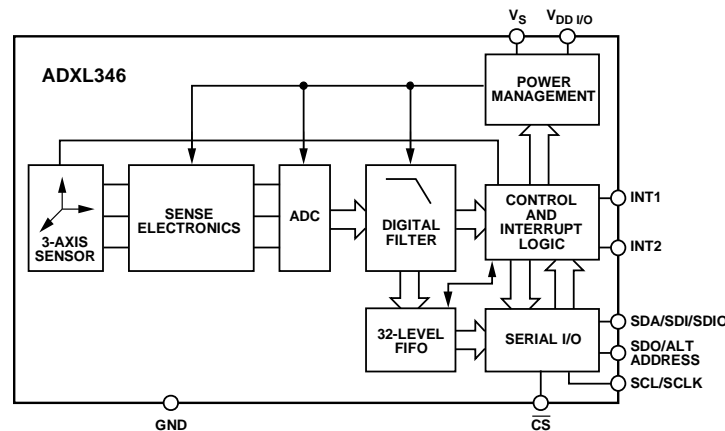 VS
VDD I/O
ADXL346
POWER
MANAGEMENT
3-AXIS
SENSOR
SENSE
ELECTRONICS
ADC
DIGITAL
FILTER
CONTROL
AND
INTERRUPT
LOGIC
INT1
INT2
32-LEVEL
FIFO
SERIAL I/O
SDA/SDI/SDIO
SDO/ALT
ADDRESS
SCL/SCLK
GND
CS